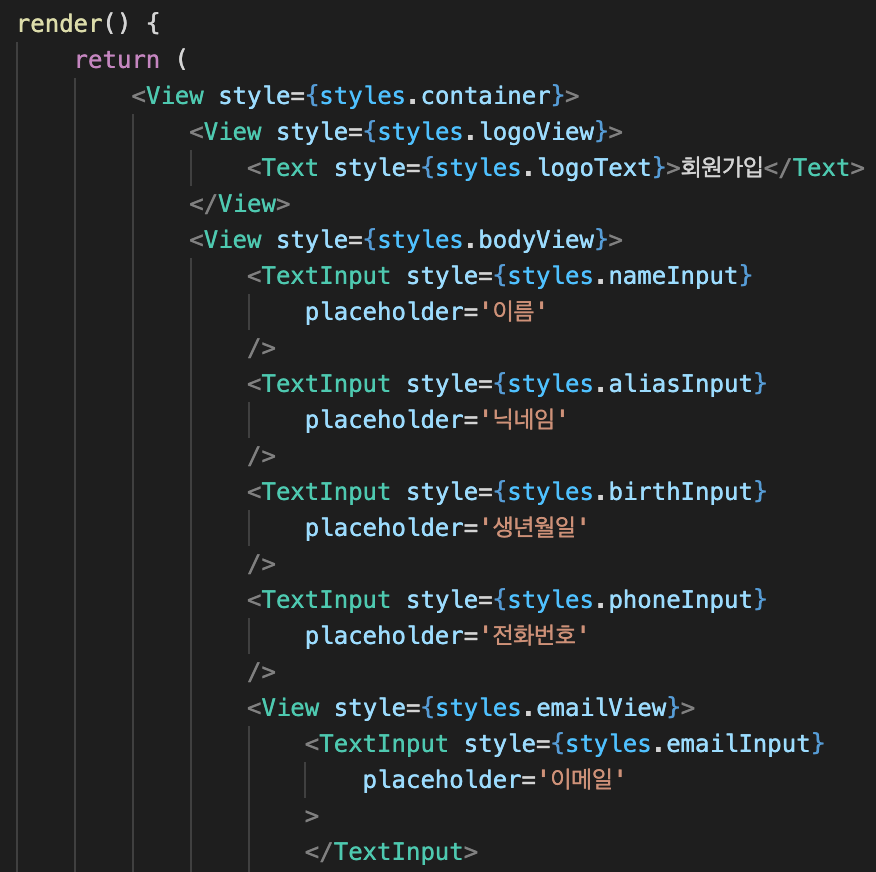 render() {
    return (
        <View style={styles.container}>
            <View style={styles.logoView}>
                <Text style={styles.logoText}>회원가입</Text>
            </View>
            <View style={styles.bodyView}>
                <TextInput style={styles.nameInput}
                    placeholder='이름'
                />
                <TextInput style={styles.aliasInput}
                    placeholder='닉네임'
                />
                <TextInput style={styles.birthInput}
                    placeholder='생년월일'
                />
                <TextInput style={styles.phoneInput}
                    placeholder='전화번호'
                />
                <View style={styles.emailView}>
                    <TextInput style={styles.emailInput}
                        placeholder='이메일'
                    >
                    </TextInput>